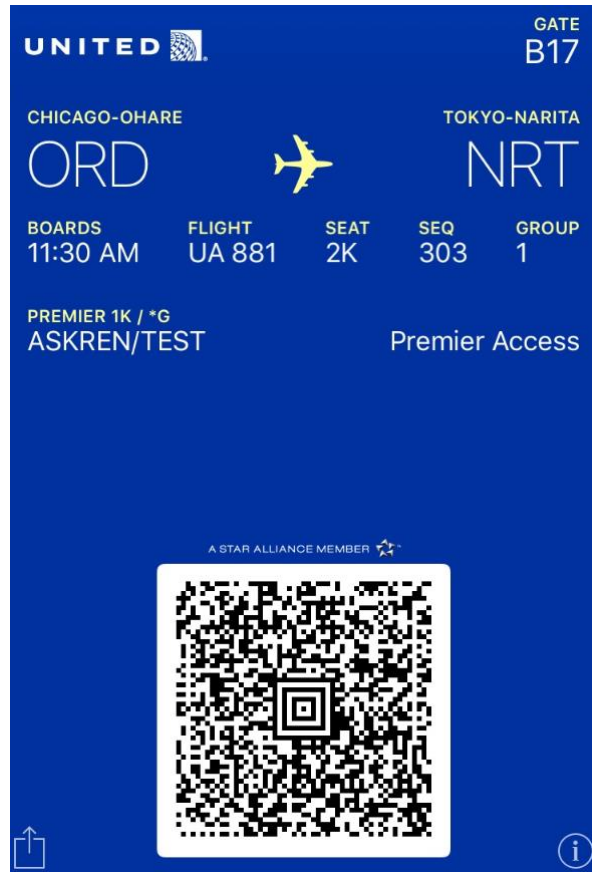 UNITED
GATE
B17
CHICAGO-OHARE TOKYO-NARITA
ORD NRT
BOARDS FLIGHT SEAT SEQ GROUP
11:30 AM UA 881 2K 303 1
PREMIER 1K / *G
ASKREN/TEST Premier Access
A STAR ALLIANCE MEMBER